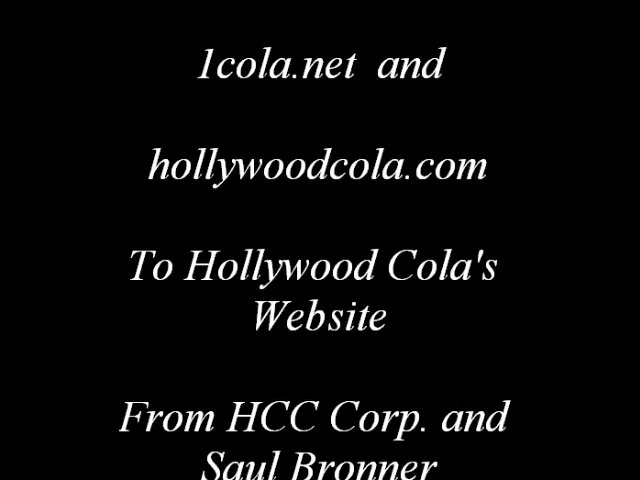 1cola.net and
hollywoodcola.com
To Hollywood Cola's
Website
From HCC Corp. and
Saul Bronner